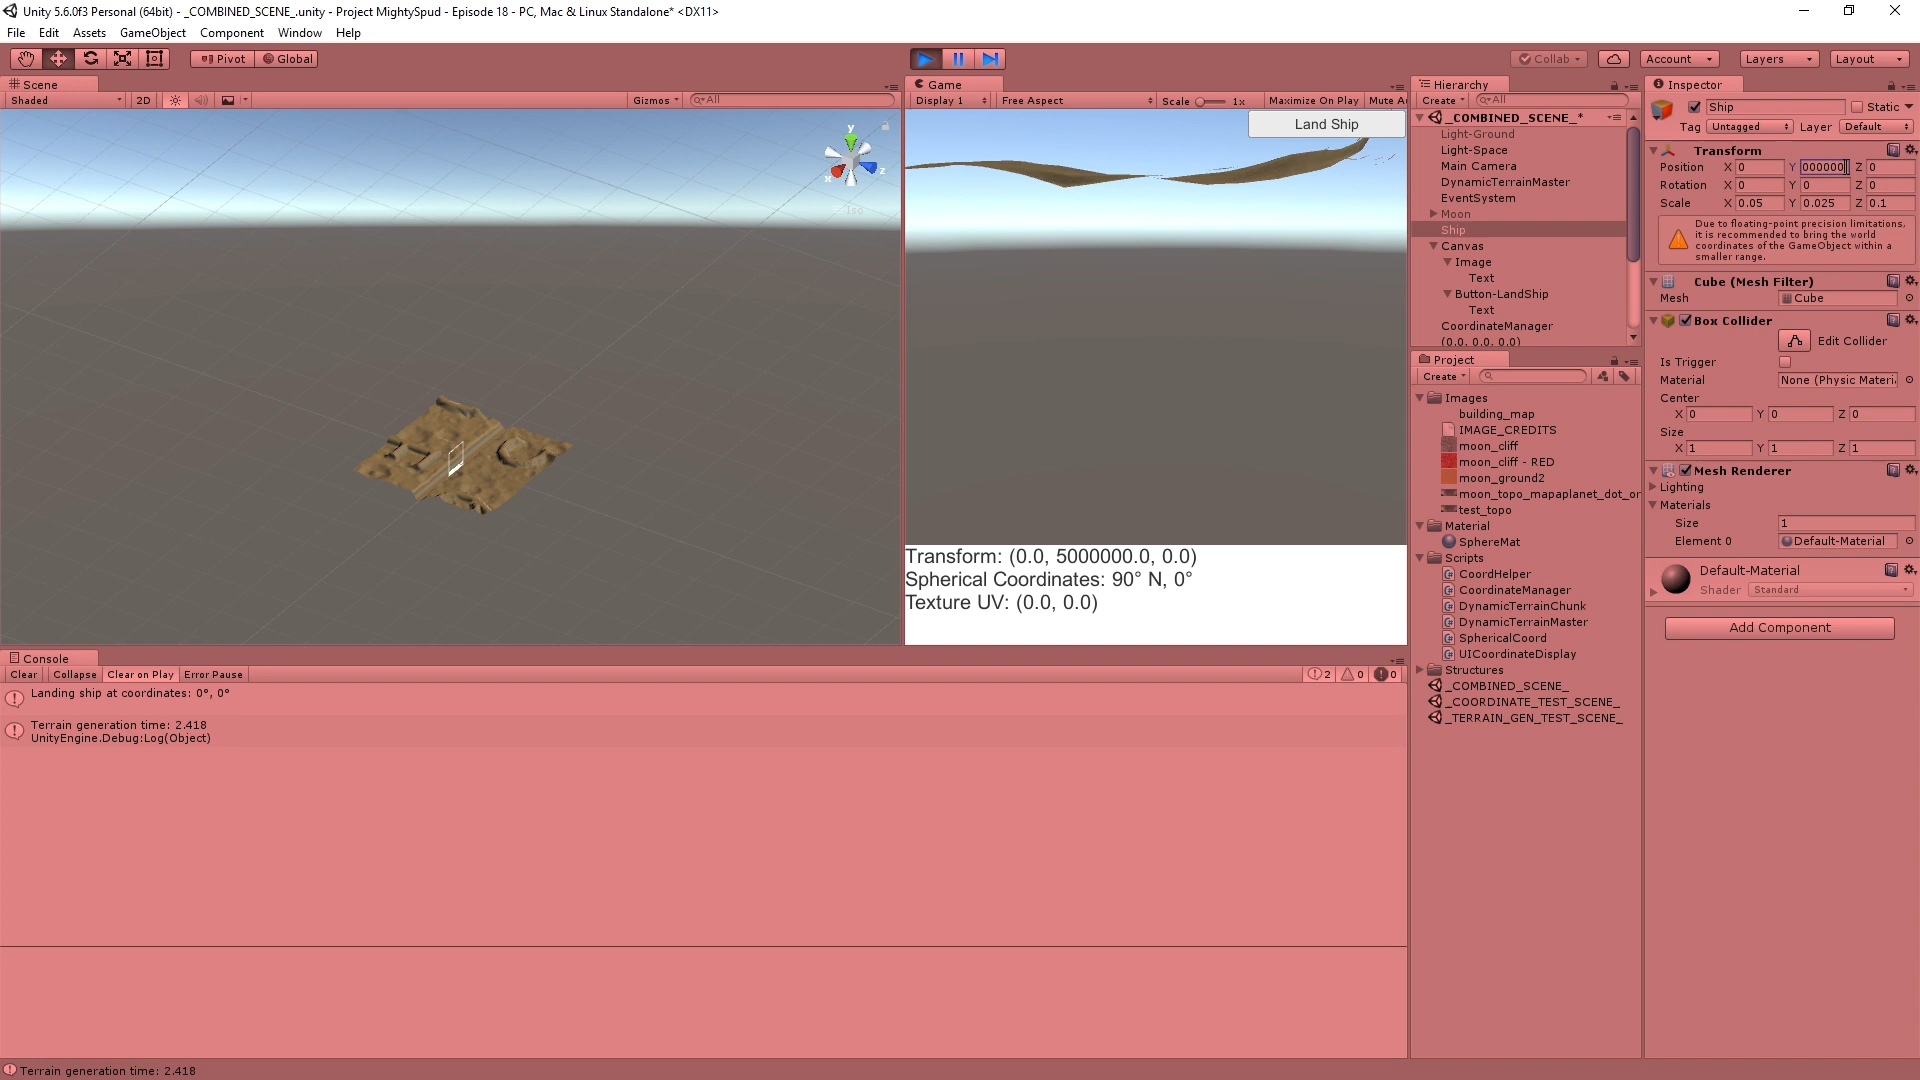 Unity 5.6.0f3 Personal (64bit) - _COMBINED_SCENE_.unity - Project MightySpud - Episode 18 - PC, Mac & Linux Standalone* <DX11>
File Edit Assets GameObject Component Window Help
Pivot Global
Collab Account Layers Layout
Scene
Shaded 2D Gizmos All
y
x z
Iso
Game
Display 1 Free Aspect Scale 1x Maximize On Play Mute A
Land Ship
Transform: (0.0, 5000000.0, 0.0)
Spherical Coordinates: 90° N, 0°
Texture UV: (0.0, 0.0)
Console
Clear Collapse Clear on Play Error Pause 2 0 0
Landing ship at coordinates: 0°, 0°
Terrain generation time: 2.418
UnityEngine.Debug:Log(Object)
Terrain generation time: 2.418
Hierarchy
Create All
_COMBINED_SCENE_*
Light-Ground
Light-Space
Main Camera
DynamicTerrainMaster
EventSystem
Moon
Ship
Canvas
Image
Text
Button-LandShip
Text
CoordinateManager
(0.0, 0.0, 0.0)
Project
Create
Images
building_map
IMAGE_CREDITS
moon_cliff
moon_cliff - RED
moon_ground2
moon_topo_mapaplanet_dot_or
test_topo
Material
SphereMat
Scripts
CoordHelper
CoordinateManager
DynamicTerrainChunk
DynamicTerrainMaster
SphericalCoord
UICoordinateDisplay
Structures
_COMBINED_SCENE_
_COORDINATE_TEST_SCENE_
_TERRAIN_GEN_TEST_SCENE_
Inspector
Ship Static
Tag Untagged Layer Default
Transform
Position X 0 Y 000000 Z 0
Rotation X 0 Y 0 Z 0
Scale X 0.05 Y 0.025 Z 0.1
Due to floating-point precision limitations,
it is recommended to bring the world
coordinates of the GameObject within a
smaller range.
Cube (Mesh Filter)
Mesh Cube
Box Collider
Edit Collider
Is Trigger
Material None (Physic Materi
Center
X 0 Y 0 Z 0
Size
X 1 Y 1 Z 1
Mesh Renderer
Lighting
Materials
Size 1
Element 0 Default-Material
Default-Material
Shader Standard
Add Component